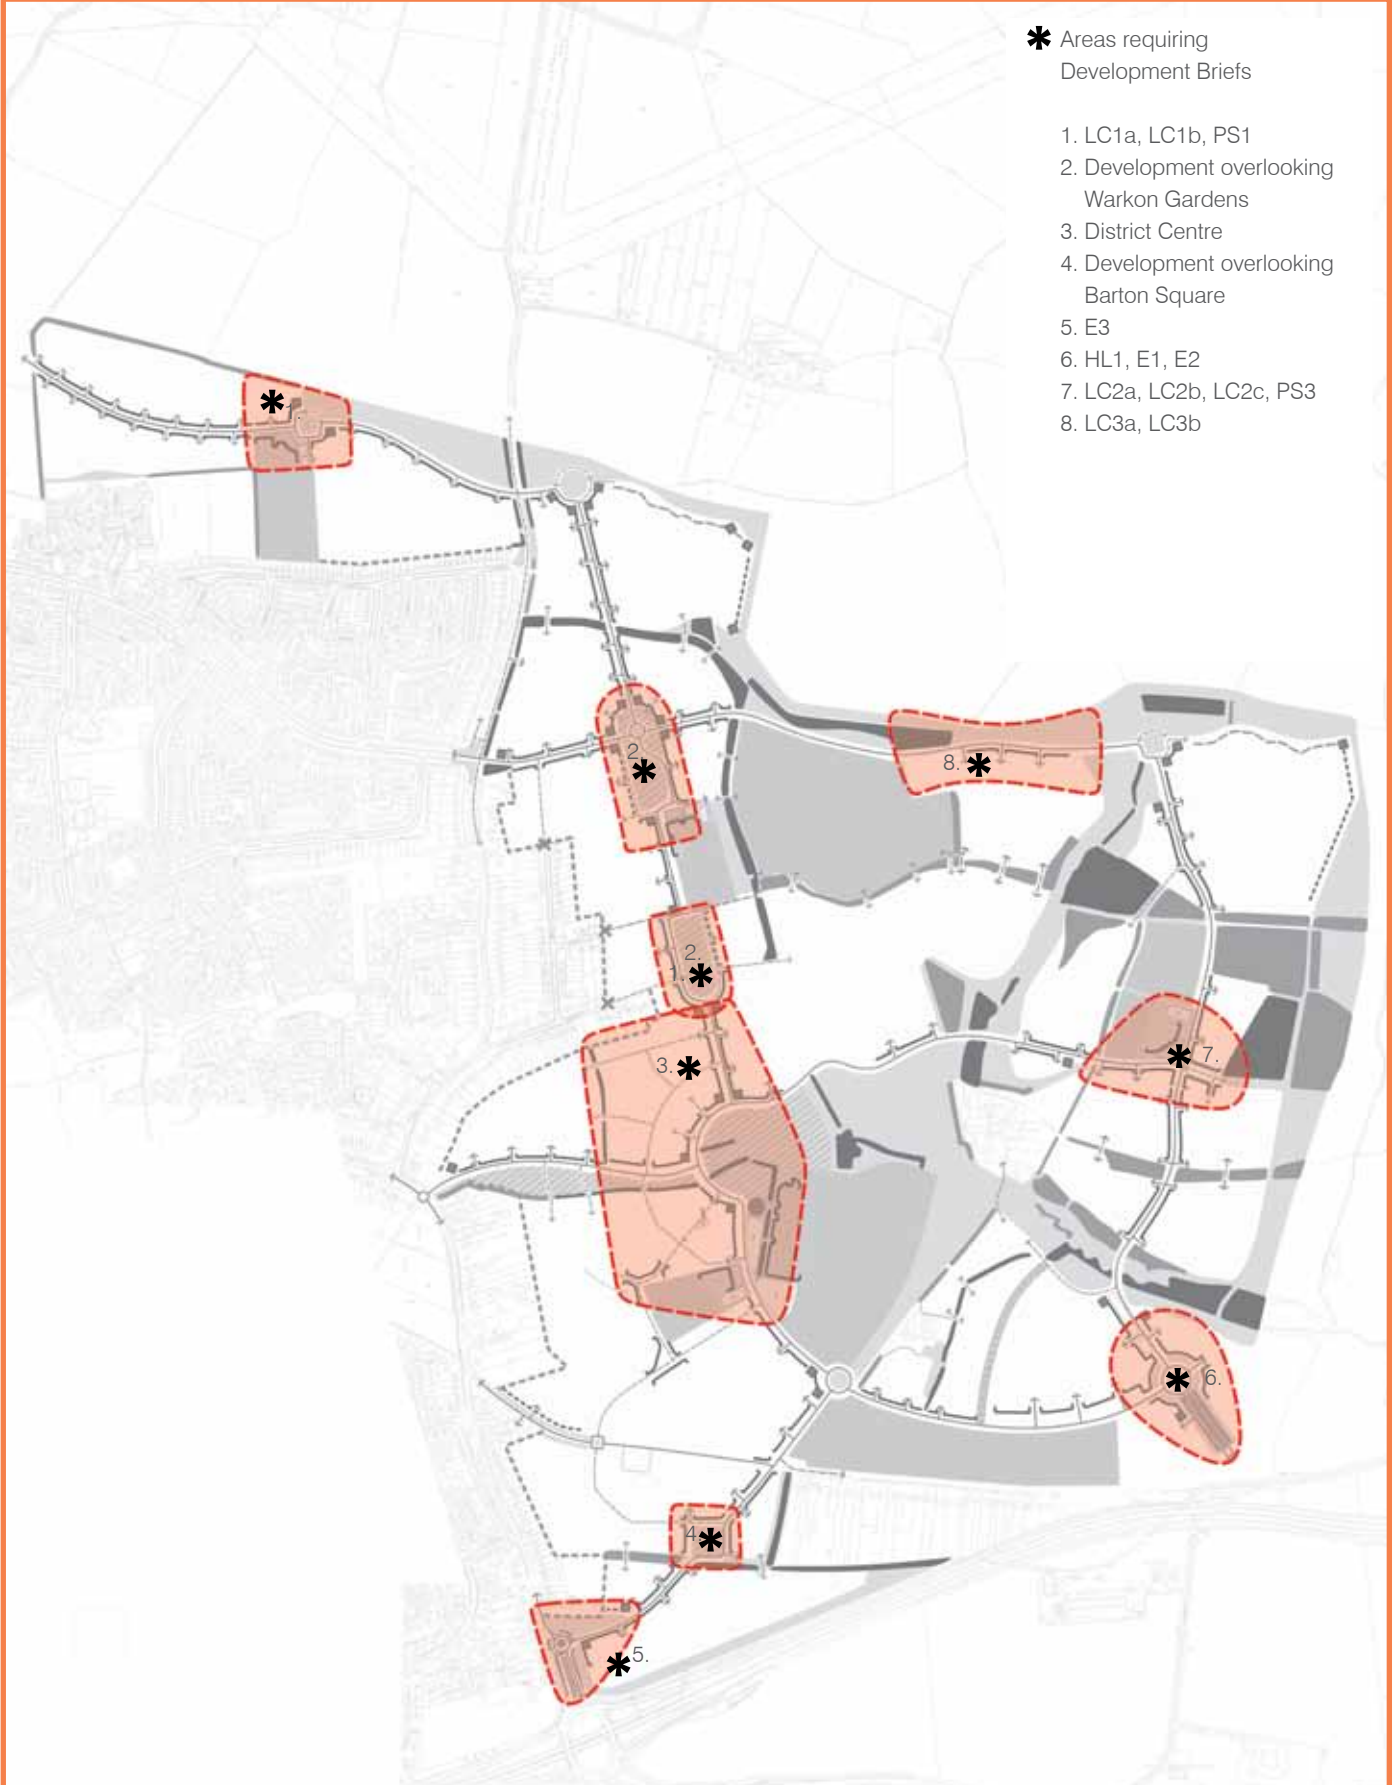 ✱ Areas requiring
Development Briefs
1. LC1a, LC1b, PS1
2. Development overlooking
Warkon Gardens
3. District Centre
4. Development overlooking
Barton Square
5. E3
6. HL1, E1, E2
7. LC2a, LC2b, LC2c, PS3
8. LC3a, LC3b
1.
2.
8.
2.
3.
7.
6.
4.
5.